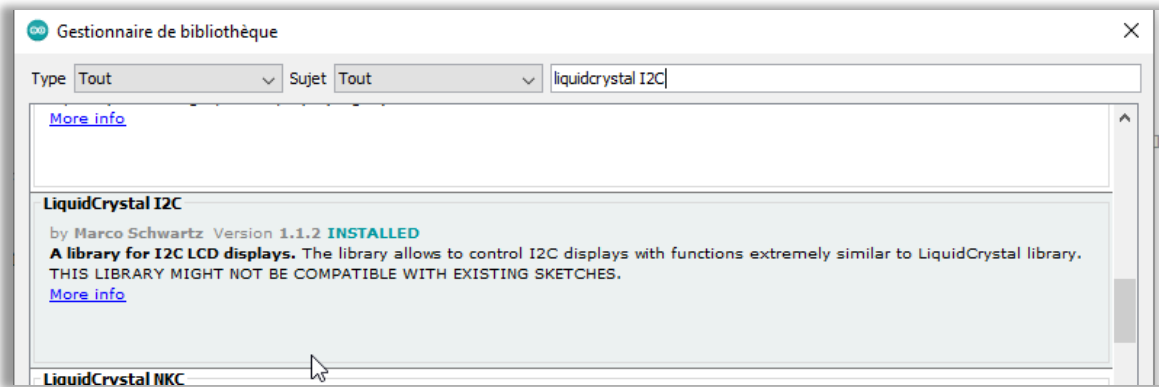 Gestionnaire de bibliothèque
Type Tout Sujet Tout liquidcrystal I2C
More info
LiquidCrystal I2C
by Marco Schwartz Version 1.1.2 INSTALLED
A library for I2C LCD displays. The library allows to control I2C displays with functions extremely similar to LiquidCrystal library.
THIS LIBRARY MIGHT NOT BE COMPATIBLE WITH EXISTING SKETCHES.
More info
LiquidCrystal NKC